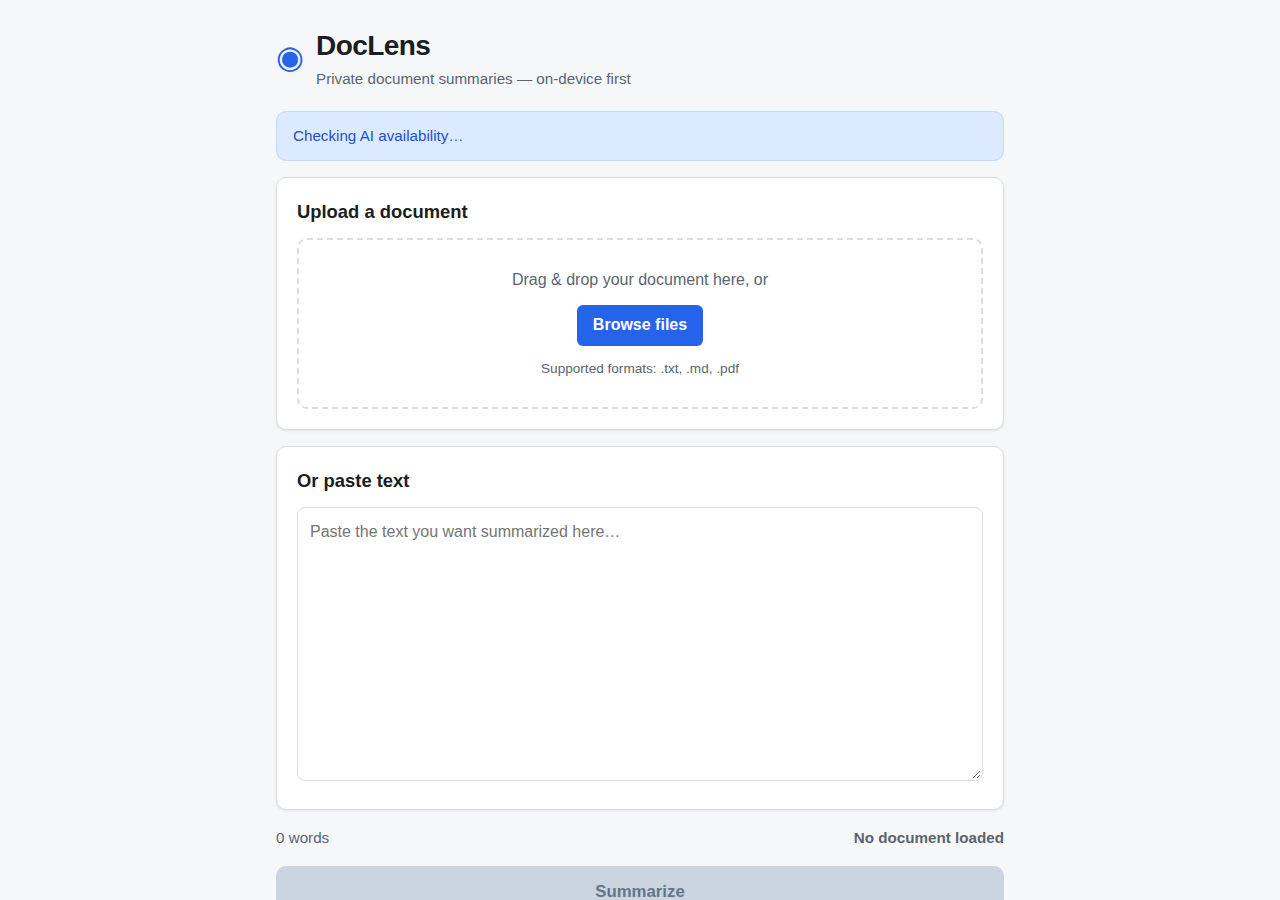 DocLens
Private document summaries — on-device first
Checking AI availability…
Upload a document
Drag & drop your document here, or
Browse files
Supported formats: .txt, .md, .pdf
Or paste text
Paste the text you want summarized here…
0 words
No document loaded
Summarize